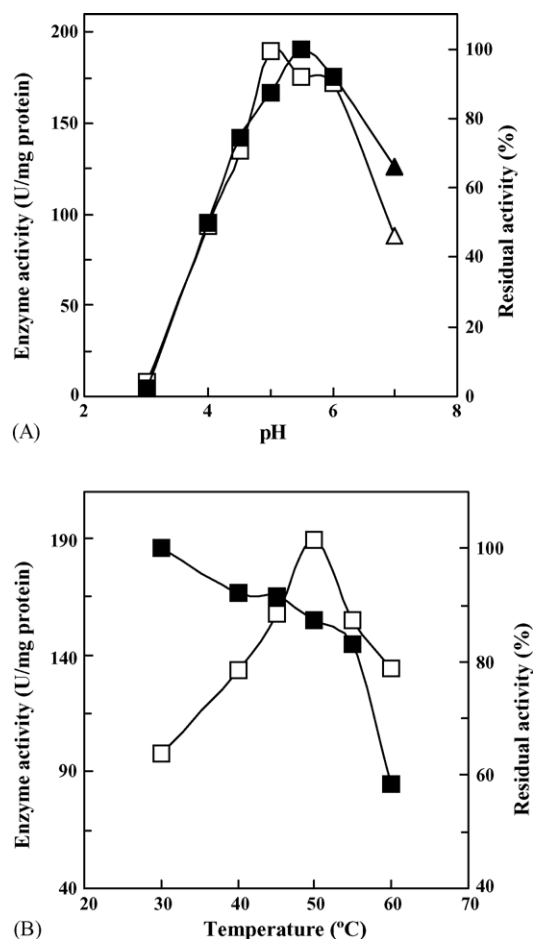 200
150
100
50
0
Enzyme activity (U/mg protein)
100
80
60
40
20
0
Residual activity (%)
2 4 6 8
pH
(A)
190
140
90
40
Enzyme activity (U/mg protein)
100
80
60
40
Residual activity (%)
20 30 40 50 60 70
Temperature (ºC)
(B)